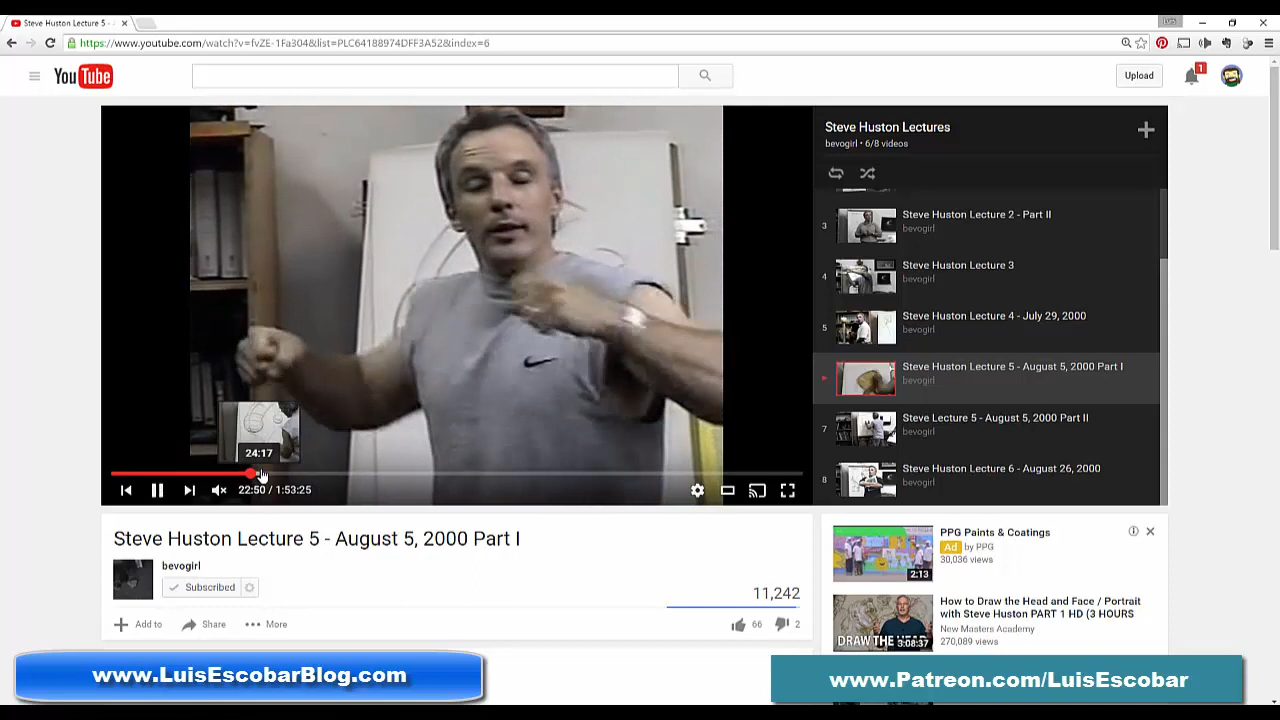 Steve Huston Lecture 5 -
Luis
https://www.youtube.com/watch?v=fvZE-1Fa304&list=PLC64188974DFF3A52&index=6
YouTube
Upload
1
Steve Huston Lectures
bevogirl • 6/8 videos
3
Steve Huston Lecture 2 - Part II
bevogirl
4
Steve Huston Lecture 3
bevogirl
5
Steve Huston Lecture 4 - July 29, 2000
bevogirl
Steve Huston Lecture 5 - August 5, 2000 Part I
bevogirl
7
Steve Lecture 5 - August 5, 2000 Part II
bevogirl
8
Steve Huston Lecture 6 - August 26, 2000
bevogirl
24:17
22:50 / 1:53:25
Steve Huston Lecture 5 - August 5, 2000 Part I
bevogirl
Subscribed
11,242
Add to
Share
More
66
2
PPG Paints & Coatings
Ad by PPG
30,036 views
2:13
How to Draw the Head and Face / Portrait
with Steve Huston PART 1 HD (3 HOURS
New Masters Academy
270,089 views
DRAW THE HEAD
3:08:37
www.LuisEscobarBlog.com
www.Patreon.com/LuisEscobar